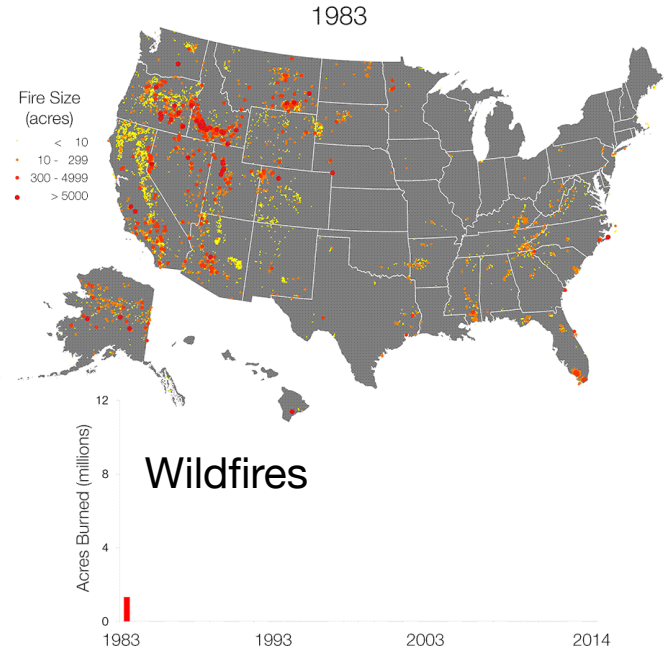 1983
Fire Size
(acres)
< 10
10 - 299
300 - 4999
> 5000
12
8
4
0
Acres Burned (millions)
Wildfires
1983 1993 2003 2014